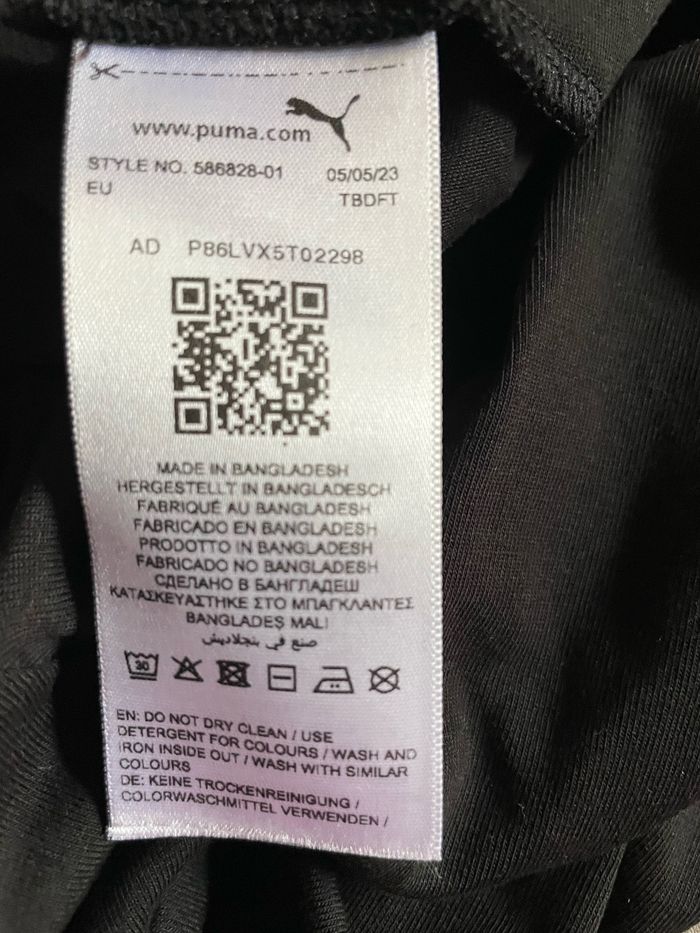 www.puma.com
STYLE NO. 586828-01 05/05/23
EU TBDFT
AD P86LVX5T02298
MADE IN BANGLADESH
HERGESTELLT IN BANGLADESCH
FABRIQUÉ AU BANGLADESH
FABRICADO EN BANGLADESH
PRODOTTO IN BANGLADESH
FABRICADO NO BANGLADESH
СДЕЛАНО В БАНГЛАДЕШ
ΚΑΤΑΣΚΕΥΑΣΤΗΚΕ ΣΤΟ ΜΠΑΓΚΛΑΝΤΕΣ
BANGLADEŞ MALI
صنع في بنجلاديش
30
EN: DO NOT DRY CLEAN / USE
DETERGENT FOR COLOURS / WASH AND
IRON INSIDE OUT / WASH WITH SIMILAR
COLOURS
DE: KEINE TROCKENREINIGUNG /
COLORWASCHMITTEL VERWENDEN /